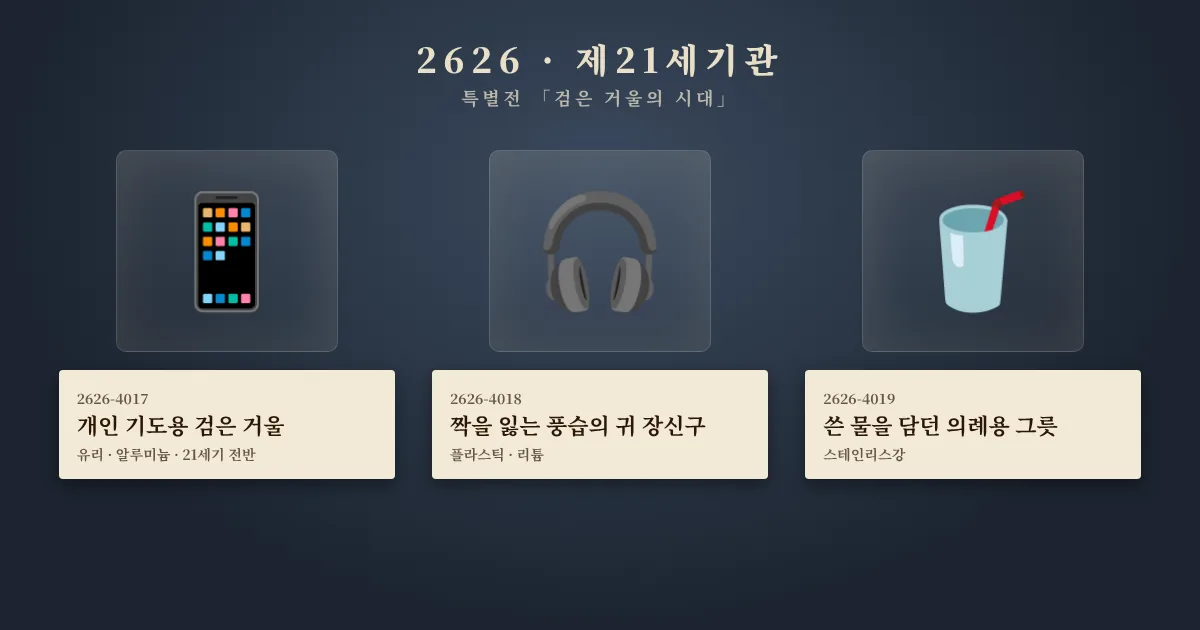 2626 · 제21세기관
특별전 「검은 거울의 시대」
2626-4017
개인 기도용 검은 거울
유리 · 알루미늄 · 21세기 전반
2626-4018
짝을 잃는 풍습의 귀 장신구
플라스틱 · 리튬
2626-4019
쓴 물을 담던 의례용 그릇
스테인리스강